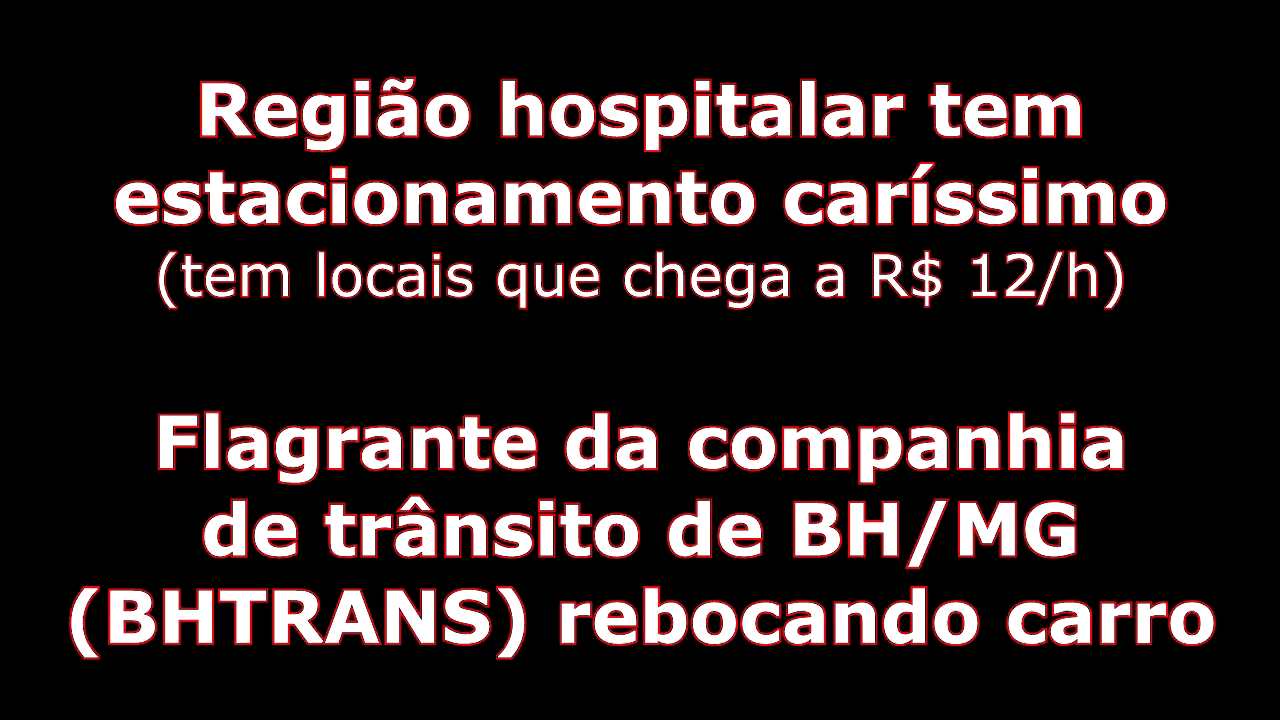 Região hospitalar tem
estacionamento caríssimo
(tem locais que chega a R$ 12/h)
Flagrante da companhia
de trânsito de BH/MG
(BHTRANS) rebocando carro